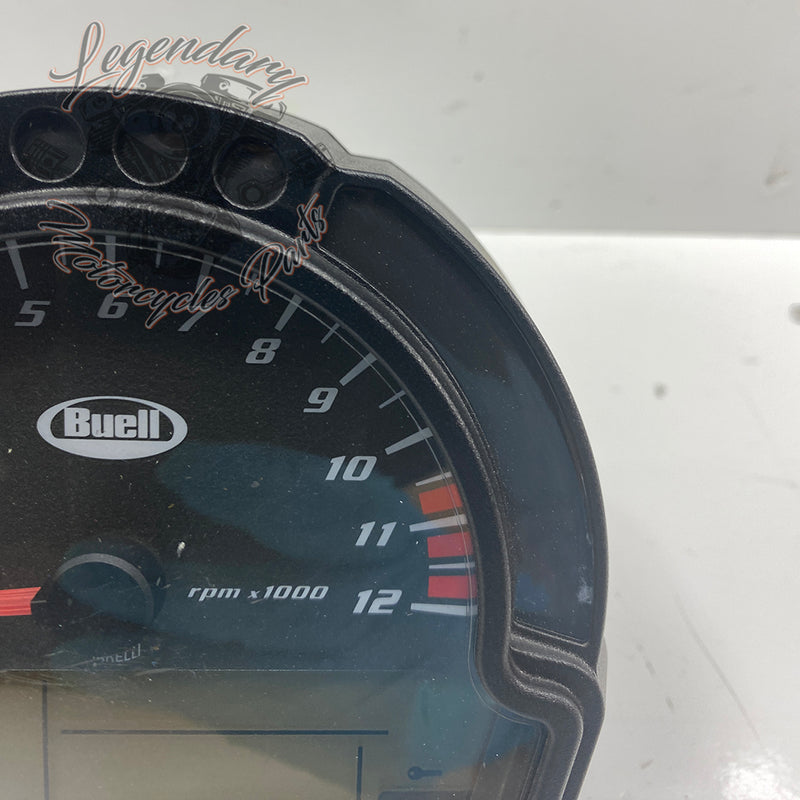 Legendary
Motorcycles Parts
5 6 7 8 9 10 11 12
Buell
rpm x1000